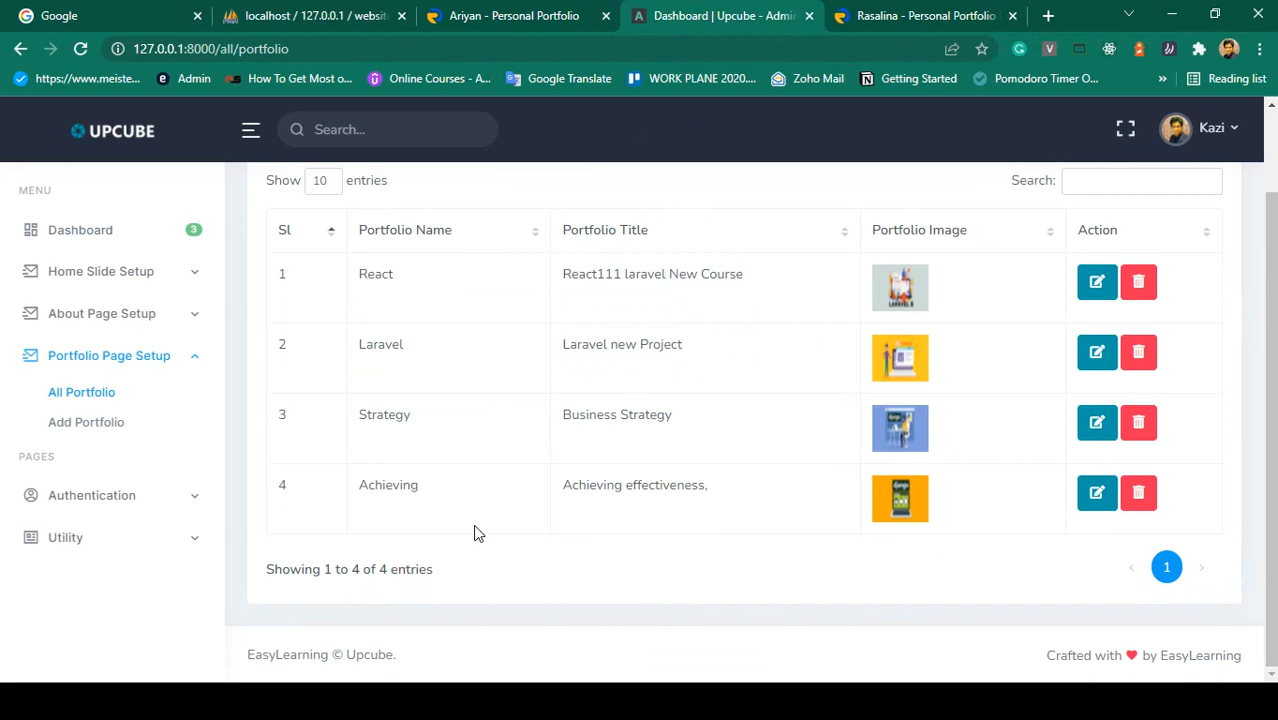 Google
localhost / 127.0.0.1 / websit
Ariyan - Personal Portfolio
Dashboard | Upcube - Admin
Rasalina - Personal Portfolio
127.0.0.1:8000/all/portfolio
https://www.meiste...
Admin
How To Get Most o...
Online Courses - A...
Google Translate
WORK PLANE 2020....
Zoho Mail
Getting Started
Pomodoro Timer O...
»
Reading list
UPCUBE
Search...
Kazi
MENU
Dashboard
3
Home Slide Setup
About Page Setup
Portfolio Page Setup
All Portfolio
Add Portfolio
PAGES
Authentication
Utility
Show 10 entries
Search:
Sl Portfolio Name Portfolio Title Portfolio Image Action
1 React React111 laravel New Course
LARAVEL 8
2 Laravel Laravel new Project
3 Strategy Business Strategy
4 Achieving Achieving effectiveness,
Showing 1 to 4 of 4 entries
‹ 1 ›
EasyLearning © Upcube.
Crafted with ❤ by EasyLearning